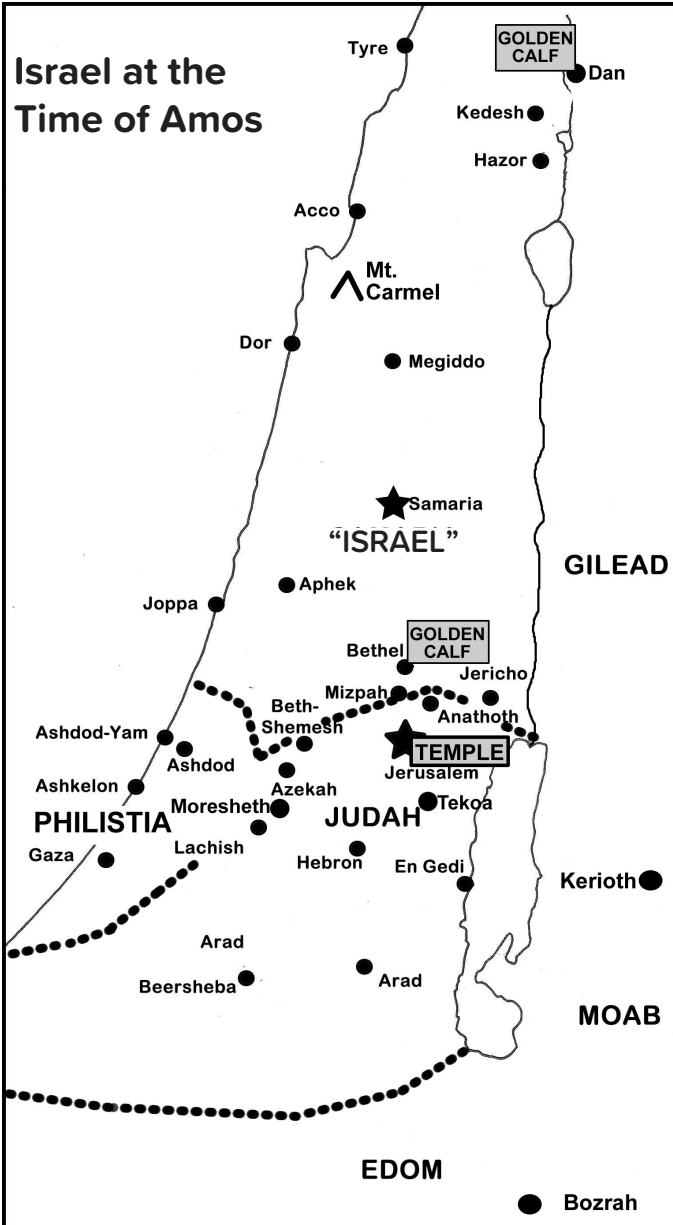 Israel at the
Time of Amos
Tyre
GOLDEN
CALF
Dan
Kedesh
Hazor
Acco
Mt.
Carmel
Dor
Megiddo
Samaria
“ISRAEL”
GILEAD
Aphek
Joppa
GOLDEN
CALF
Bethel
Jericho
Mizpah
Beth-
Shemesh
Anathoth
Ashdod-Yam
Ashdod
TEMPLE
Jerusalem
Ashkelon
Azekah
Moresheth
Tekoa
PHILISTIA
JUDAH
Lachish
Gaza
Hebron
En Gedi
Kerioth
Arad
Beersheba
Arad
MOAB
EDOM
Bozrah